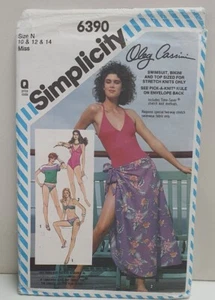 6390
Size N
10 & 12 & 14
Miss
Simplicity
Oleg Cassini
SWIMSUIT, BIKINI
AND TOP SIZED FOR
STRETCH KNITS ONLY
SEE PICK-A-KNIT® RULE
ON ENVELOPE BACK